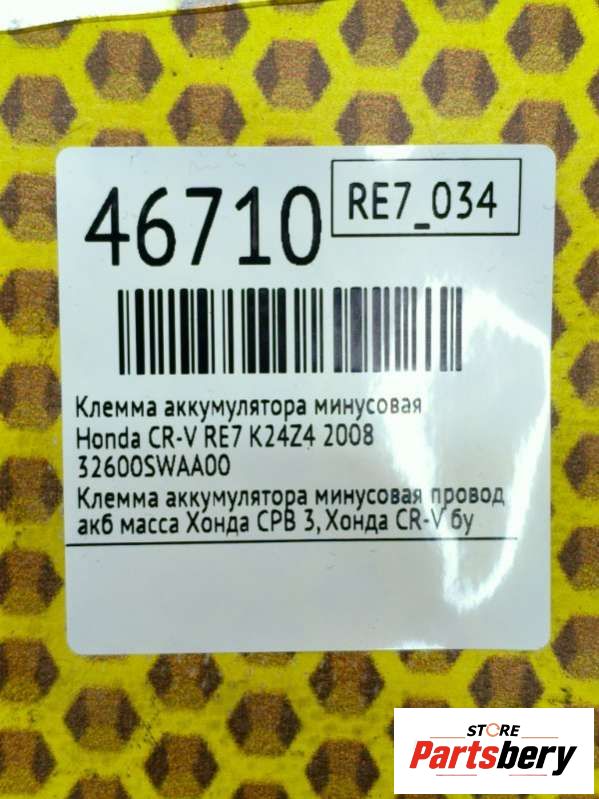 46710
RE7_034
Клемма аккумулятора минусовая
Honda CR-V RE7 K24Z4 2008
32600SWAA00
Клемма аккумулятора минусовая провод
акб масса Хонда СРВ 3, Хонда CR-V бу
STORE
Partsbery